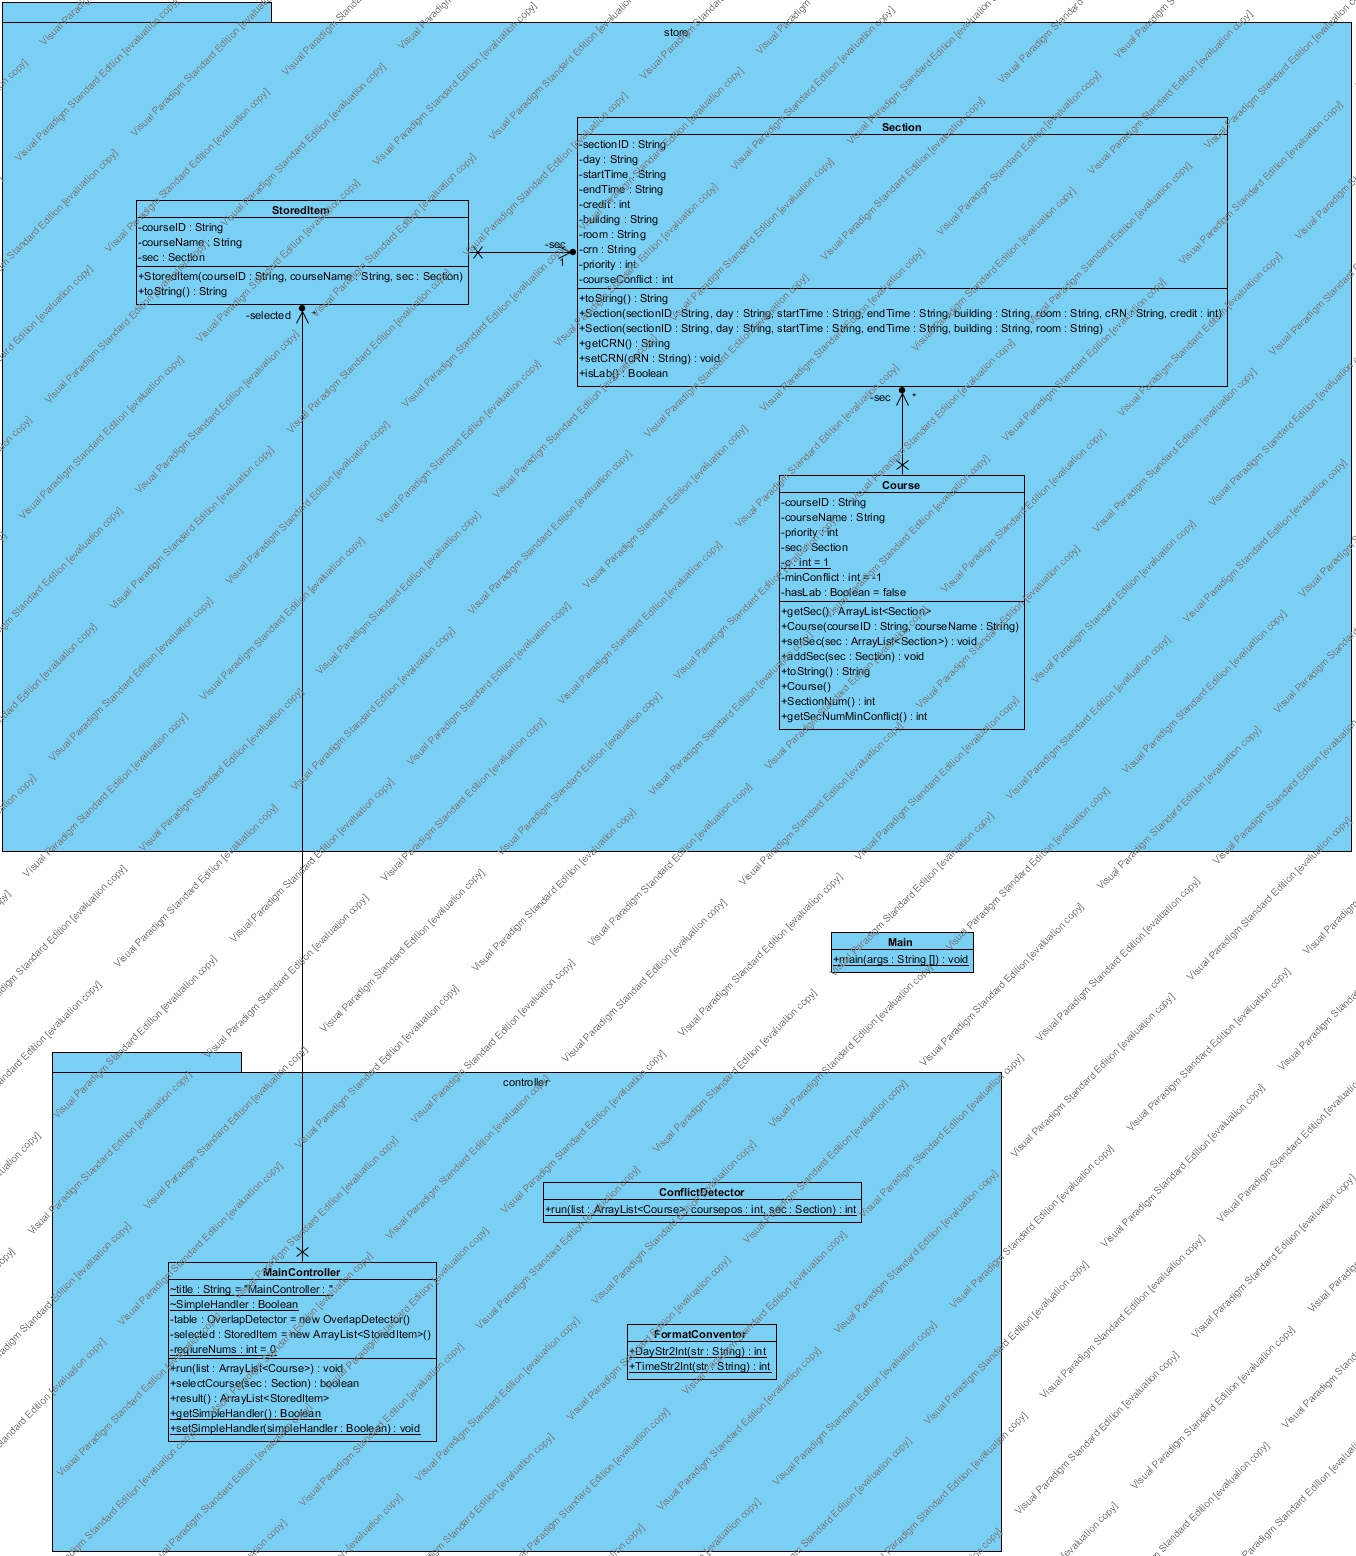 store
Section
-sectionID : String
-day : String
-startTime : String
-endTime : String
-credit : int
-building : String
-room : String
-crn : String
-priority : int
-courseConflict : int
+toString() : String
+Section(sectionID : String, day : String, startTime : String, endTime : String, building : String, room : String, cRN : String, credit : int)
+Section(sectionID : String, day : String, startTime : String, endTime : String, building : String, room : String)
+getCRN() : String
+setCRN(cRN : String) : void
+isLab() : Boolean
StoredItem
-courseID : String
-courseName : String
-sec : Section
+StoredItem(courseID : String, courseName : String, sec : Section)
+toString() : String
-sec
1
-selected
*
-sec
*
Course
-courseID : String
-courseName : String
-priority : int
-sec : Section
-c : int = 1
-minConflict : int = -1
-hasLab : Boolean = false
+getSec() : ArrayList<Section>
+Course(courseID : String, courseName : String)
+setSec(sec : ArrayList<Section>) : void
+addSec(sec : Section) : void
+toString() : String
+Course()
+SectionNum() : int
+getSecNumMinConflict() : int
Main
+main(args : String []) : void
controller
ConflictDetector
+run(list : ArrayList<Course>, coursepos : int, sec : Section) : int
MainController
~title : String = "MainController : "
~SimpleHandler : Boolean
-table : OverlapDetector = new OverlapDetector()
-selected : StoredItem = new ArrayList<StoredItem>()
-reqiureNums : int = 0
+run(list : ArrayList<Course>) : void
+selectCourse(sec : Section) : boolean
+result() : ArrayList<StoredItem>
+getSimpleHandler() : Boolean
+setSimpleHandler(simpleHandler : Boolean) : void
FormatConventor
+DayStr2Int(str : String) : int
+TimeStr2Int(str : String) : int
Visual Paradigm Standard Edition [evaluation copy]